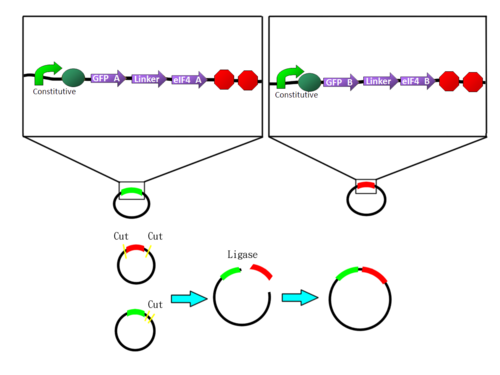 GFP A Linker eIF4 A
Constitutive
GFP B Linker eIF4 B
Constitutive
Cut Cut
Ligase
Cut